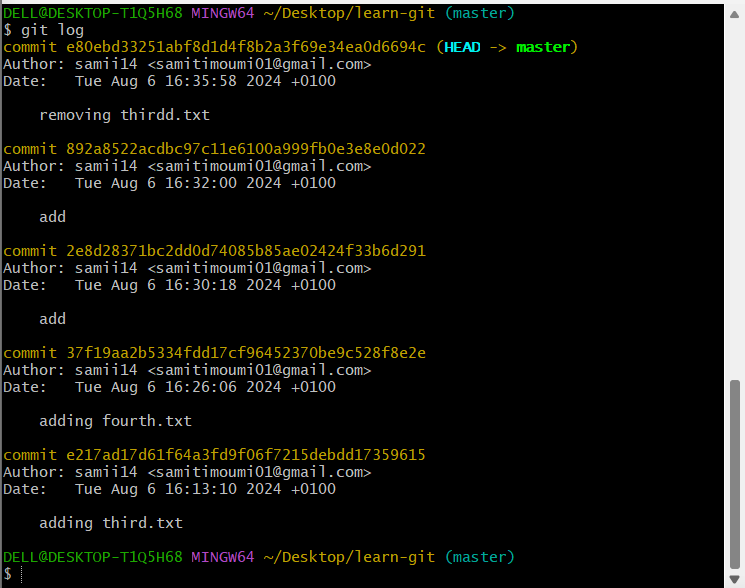 DELL@DESKTOP-T1Q5H68 MINGW64 ~/Desktop/learn-git (master)
$ git log
commit e80ebd33251abf8d1d4f8b2a3f69e34ea0d6694c (HEAD -> master)
Author: samii14 <samitimoumi01@gmail.com>
Date:   Tue Aug 6 16:35:58 2024 +0100
    removing thirdd.txt
commit 892a8522acdbc97c11e6100a999fb0e3e8e0d022
Author: samii14 <samitimoumi01@gmail.com>
Date:   Tue Aug 6 16:32:00 2024 +0100
    add
commit 2e8d28371bc2dd0d74085b85ae02424f33b6d291
Author: samii14 <samitimoumi01@gmail.com>
Date:   Tue Aug 6 16:30:18 2024 +0100
    add
commit 37f19aa2b5334fdd17cf96452370be9c528f8e2e
Author: samii14 <samitimoumi01@gmail.com>
Date:   Tue Aug 6 16:26:06 2024 +0100
    adding fourth.txt
commit e217ad17d61f64a3fd9f06f7215debdd17359615
Author: samii14 <samitimoumi01@gmail.com>
Date:   Tue Aug 6 16:13:10 2024 +0100
    adding third.txt
DELL@DESKTOP-T1Q5H68 MINGW64 ~/Desktop/learn-git (master)
$